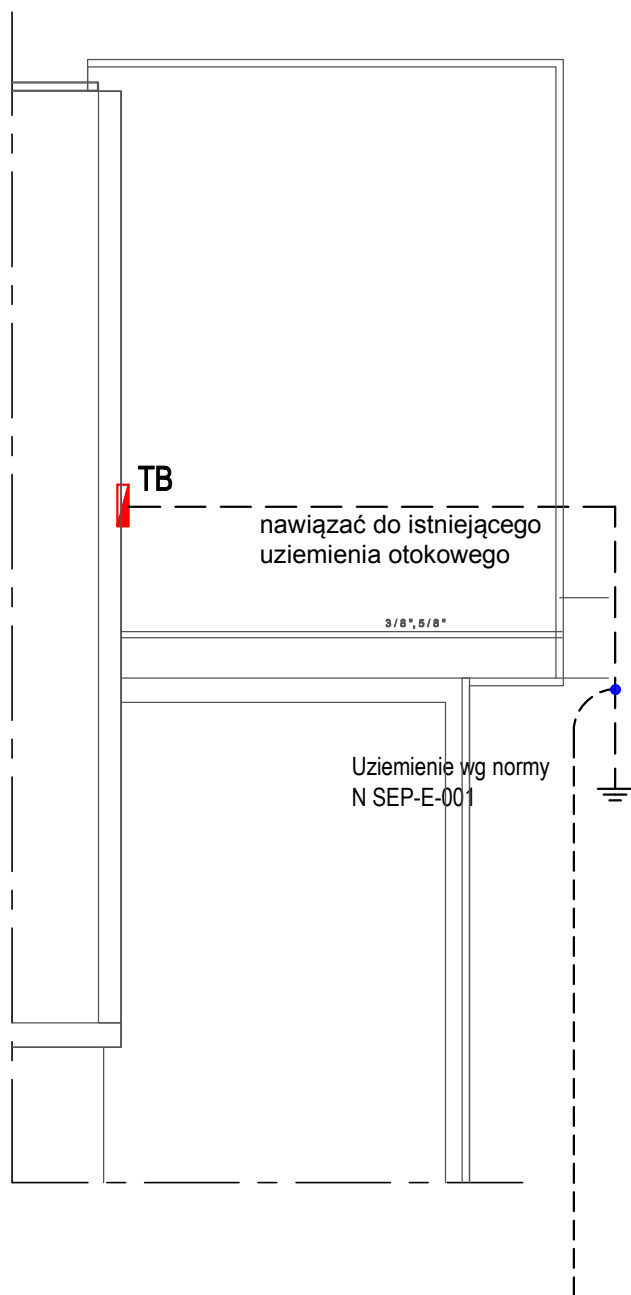 TB
nawiązać do istniejącego
uziemienia otokowego
3/8",5/8"
Uziemienie wg normy
N SEP-E-001